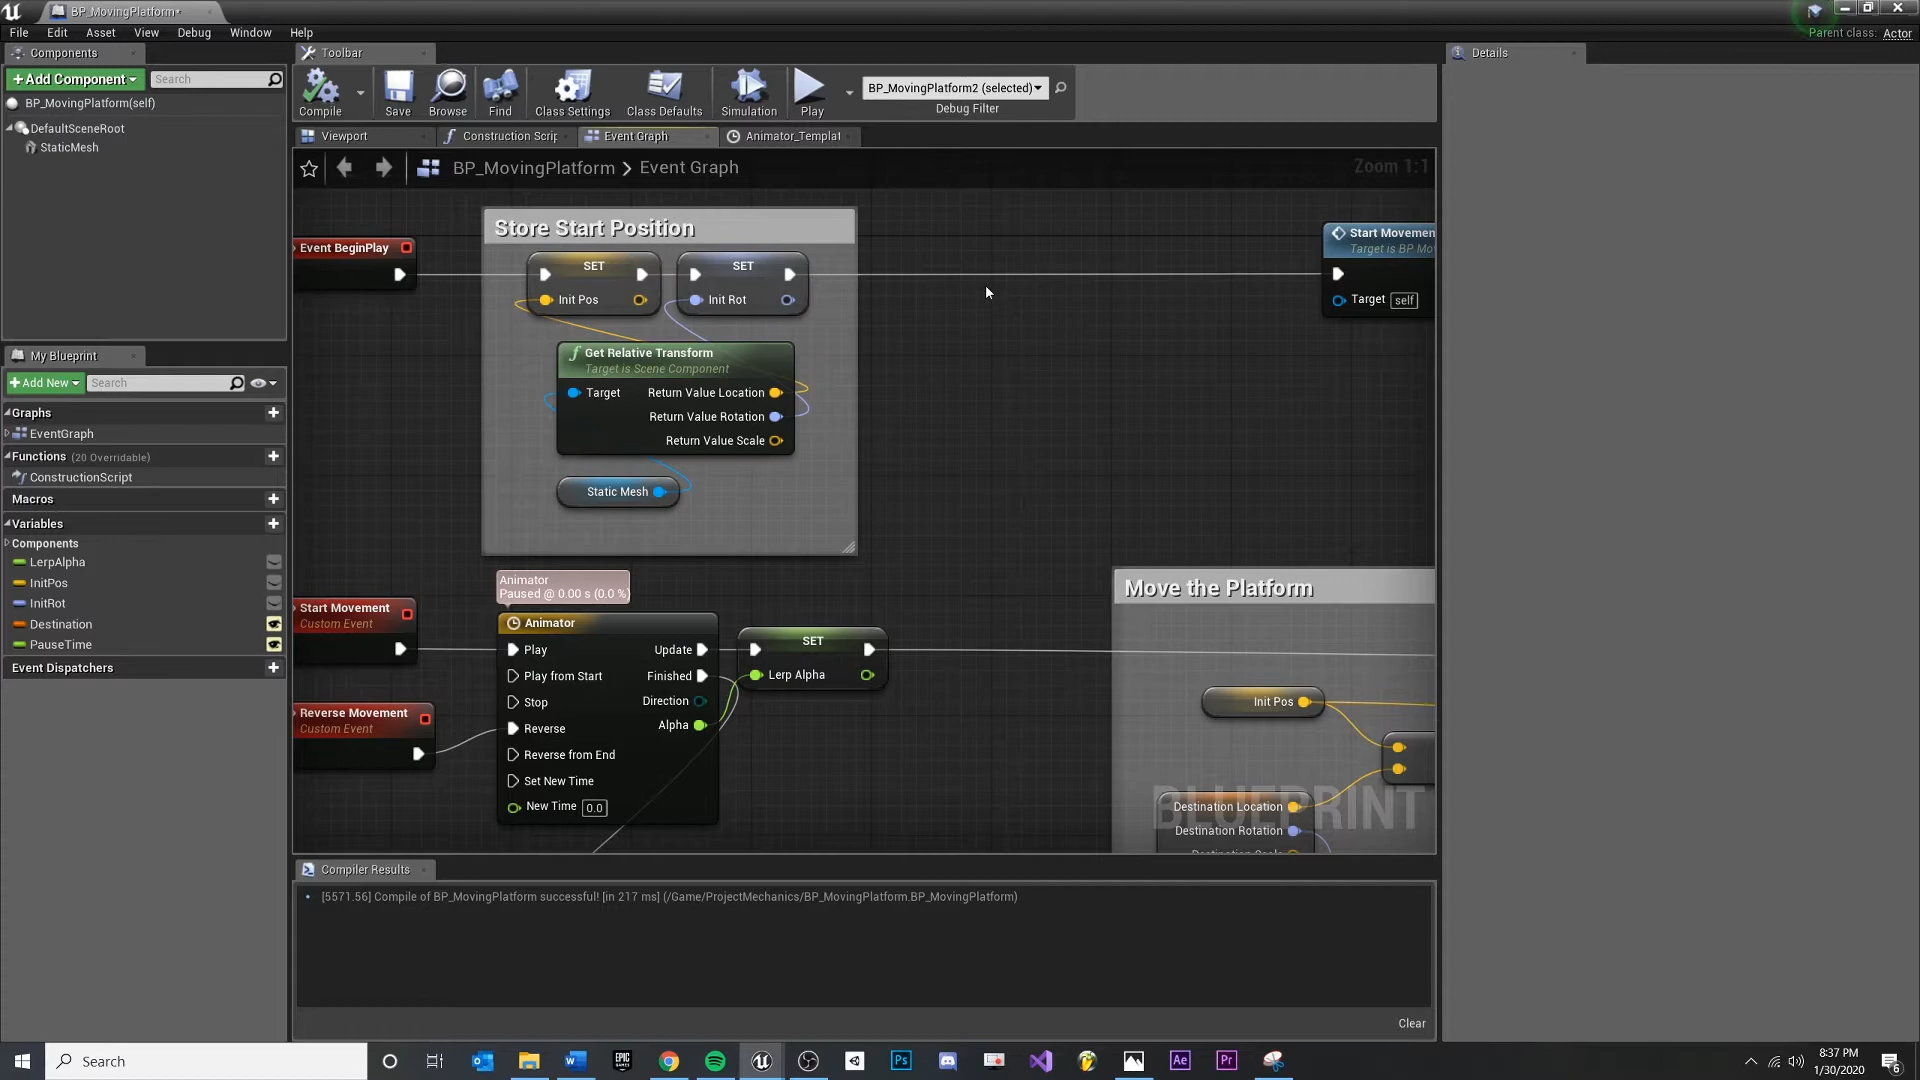 BP_MovingPlatform*
File Edit Asset View Debug Window Help
Parent class: Actor
Components
+Add Component
Search
BP_MovingPlatform(self)
DefaultSceneRoot
StaticMesh
My Blueprint
+Add New
Search
Graphs
EventGraph
Functions (20 Overridable)
ConstructionScript
Macros
Variables
Components
LerpAlpha
InitPos
InitRot
Destination
PauseTime
Event Dispatchers
Toolbar
Compile
Save
Browse
Find
Class Settings
Class Defaults
Simulation
Play
BP_MovingPlatform2 (selected)
Debug Filter
Viewport
Construction Scrip
Event Graph
Animator_Templat
BP_MovingPlatform > Event Graph
Zoom 1:1
Event BeginPlay
Store Start Position
SET
Init Pos
SET
Init Rot
Get Relative Transform
Target is Scene Component
Target
Return Value Location
Return Value Rotation
Return Value Scale
Static Mesh
Start Movemen
Target is BP Mo
Target self
Animator
Paused @ 0.00 s (0.0 %)
Start Movement
Custom Event
Reverse Movement
Custom Event
Animator
Play
Update
Play from Start
Finished
Stop
Direction
Reverse
Alpha
Reverse from End
Set New Time
New Time 0.0
SET
Lerp Alpha
Move the Platform
Init Pos
Destination Location
Destination Rotation
Destination Scale
BLUEPRINT
Compiler Results
[5571.56] Compile of BP_MovingPlatform successful! [in 217 ms] (/Game/ProjectMechanics/BP_MovingPlatform.BP_MovingPlatform)
Clear
Details
Search
EPIC GAMES
Ps
Ae
Pr
8:37 PM
1/30/2020
6